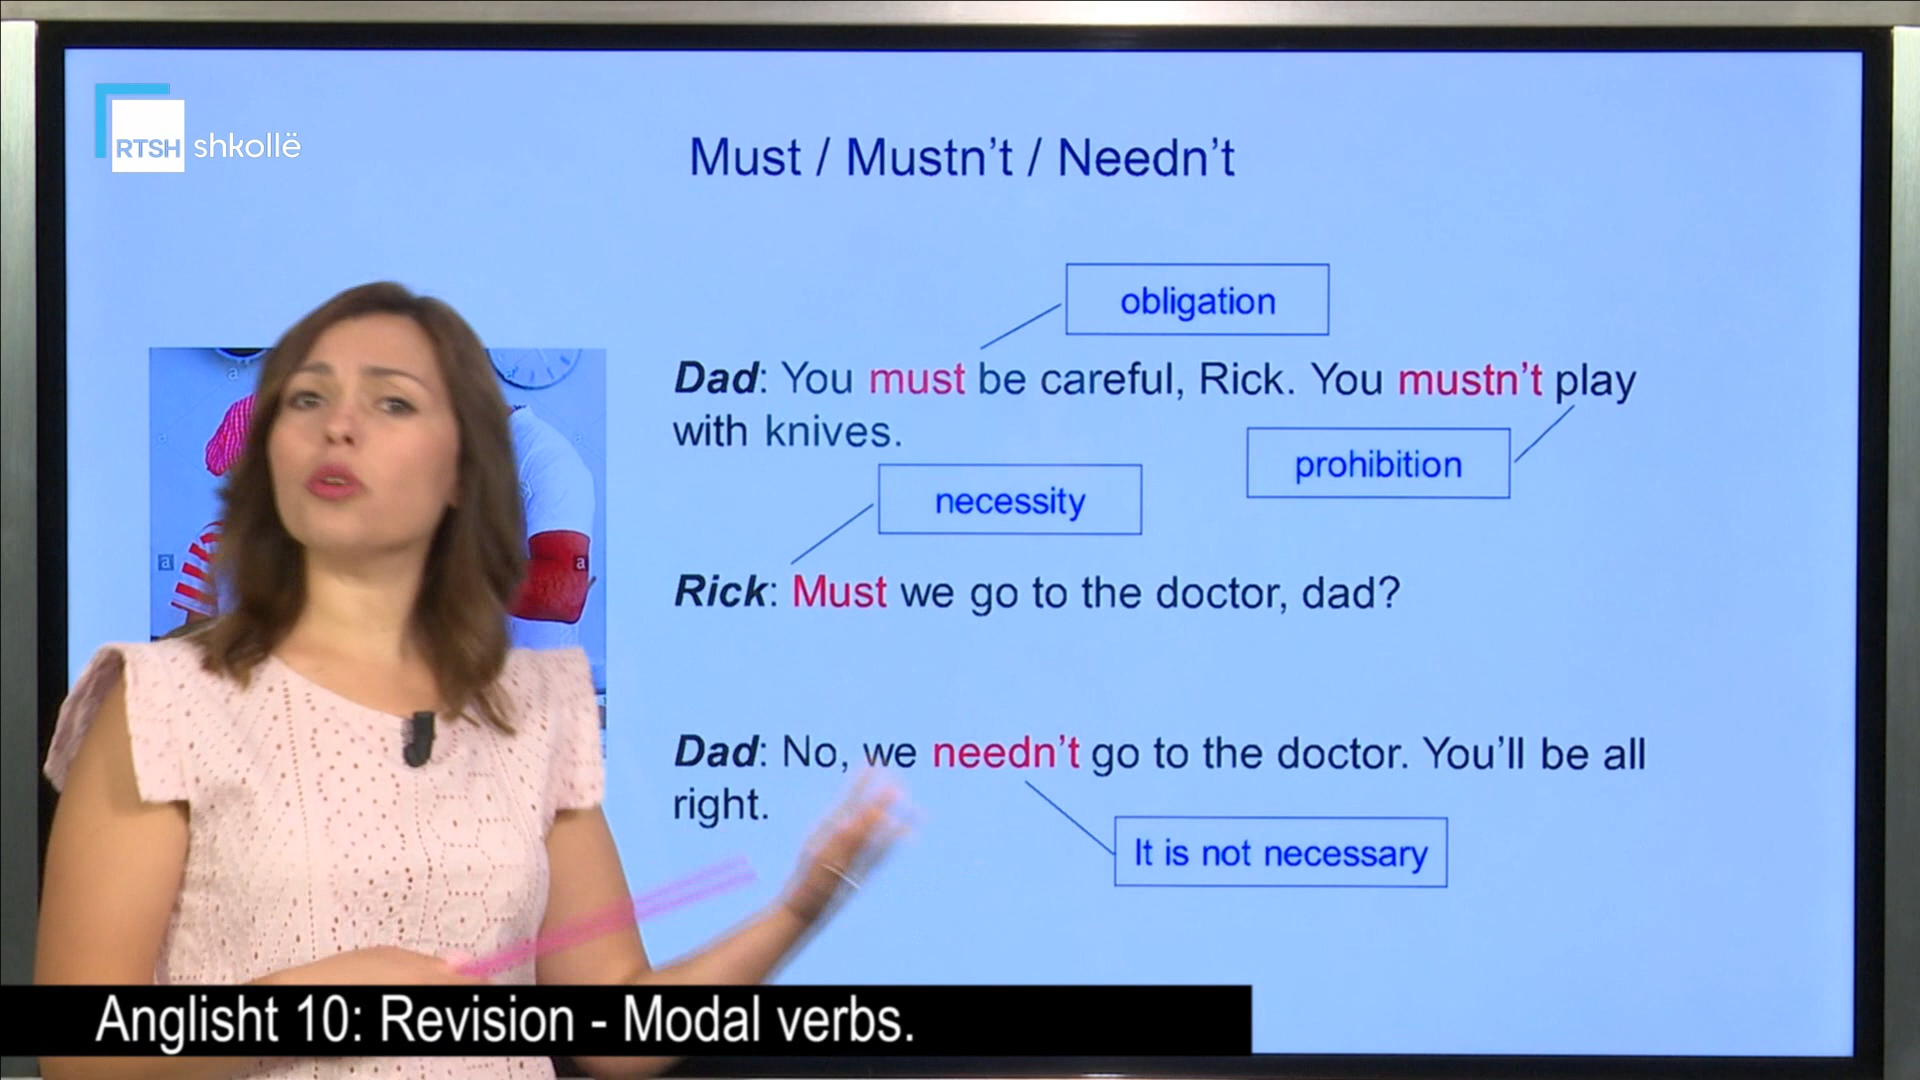 RTSH shkollë
Must / Mustn't / Needn't
obligation
Dad: You must be careful, Rick. You mustn't play
with knives.
prohibition
necessity
Rick: Must we go to the doctor, dad?
Dad: No, we needn't go to the doctor. You'll be all
right.
It is not necessary
a
a
a
Anglisht 10: Revision - Modal verbs.